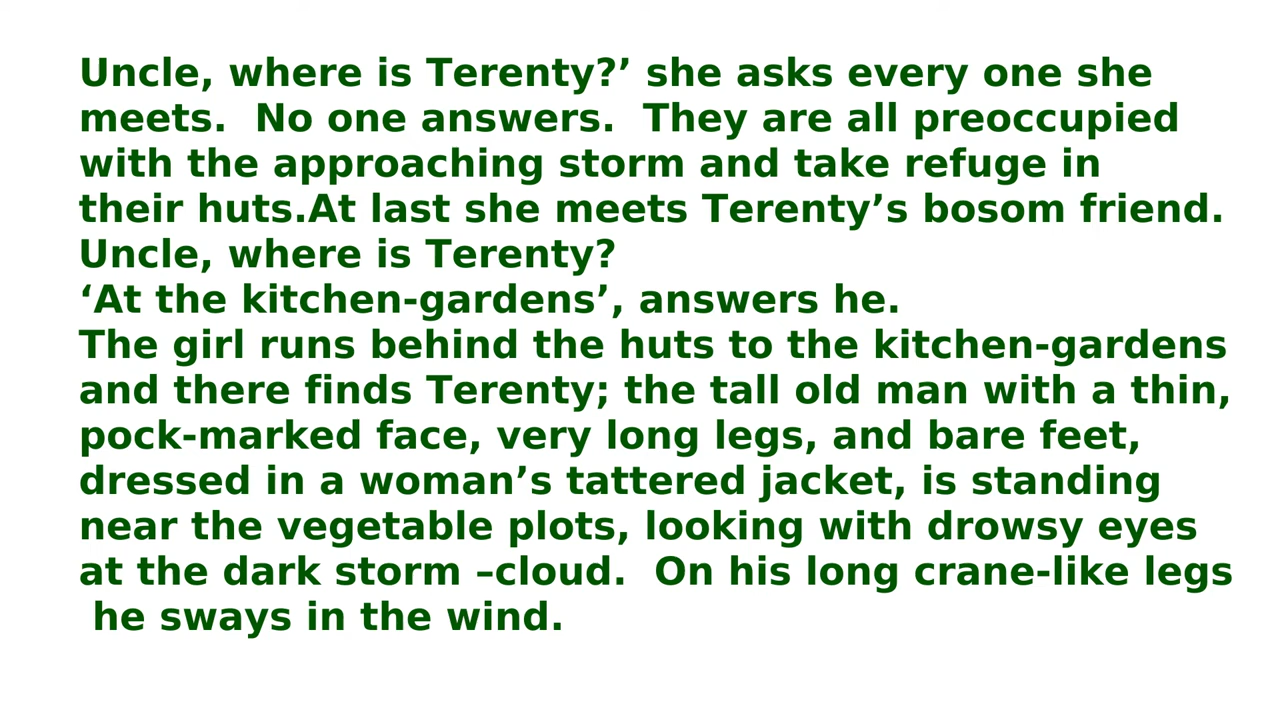 Uncle, where is Terenty?’ she asks every one she
meets.  No one answers.  They are all preoccupied
with the approaching storm and take refuge in
their huts.At last she meets Terenty’s bosom friend.
Uncle, where is Terenty?
‘At the kitchen-gardens’, answers he.
The girl runs behind the huts to the kitchen-gardens
and there finds Terenty; the tall old man with a thin,
pock-marked face, very long legs, and bare feet,
dressed in a woman’s tattered jacket, is standing
near the vegetable plots, looking with drowsy eyes
at the dark storm –cloud.  On his long crane-like legs
he sways in the wind.